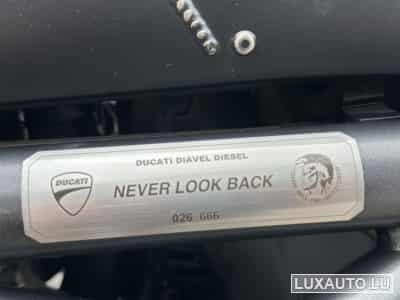 DUCATI DIAVEL DIESEL
DUCATI
NEVER LOOK BACK
026 666
LUXAUTO.LU